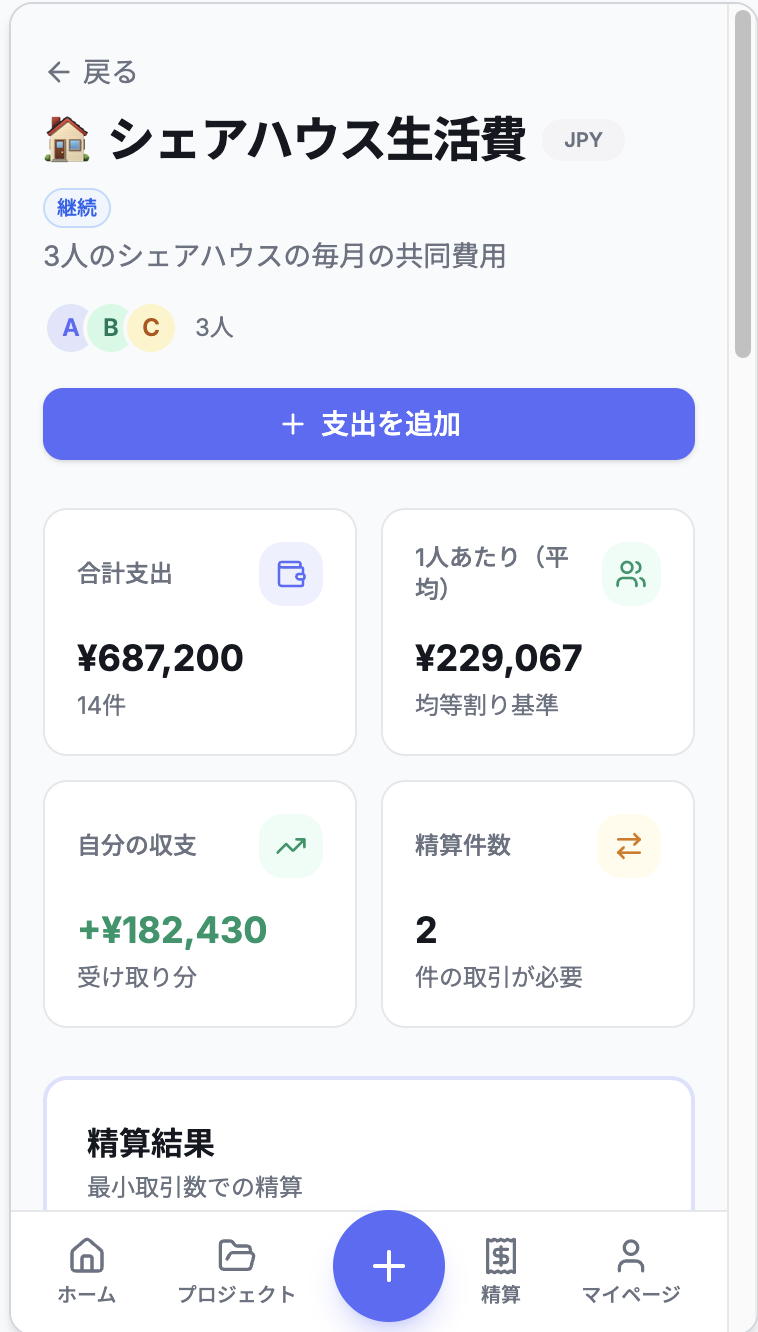 ← 戻る
シェアハウス生活費 JPY
継続
3人のシェアハウスの毎月の共同費用
A B C 3人
+ 支出を追加
合計支出
¥687,200
14件
1人あたり（平
均）
¥229,067
均等割り基準
自分の収支
+¥182,430
受け取り分
精算件数
2
件の取引が必要
精算結果
最小取引数での精算
ホーム
プロジェクト
+
精算
マイページ